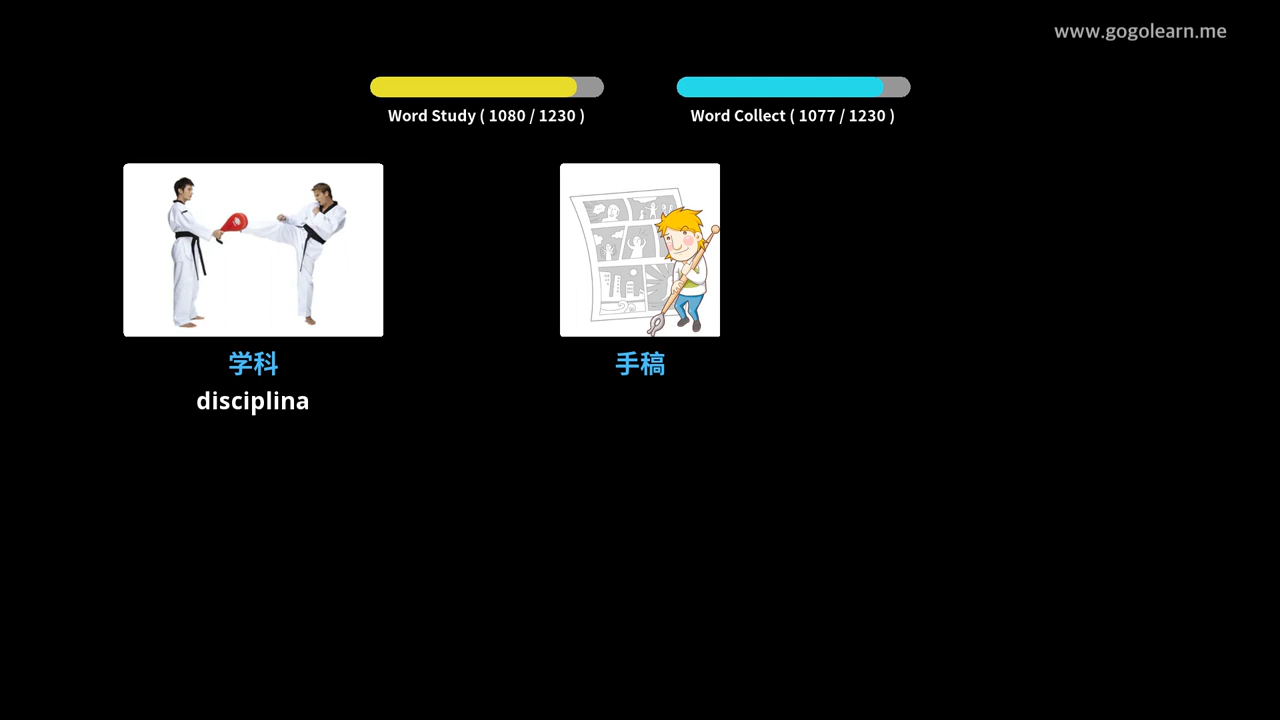 www.gogolearn.me
Word Study ( 1080 / 1230 )
Word Collect ( 1077 / 1230 )
学科
disciplina
手稿